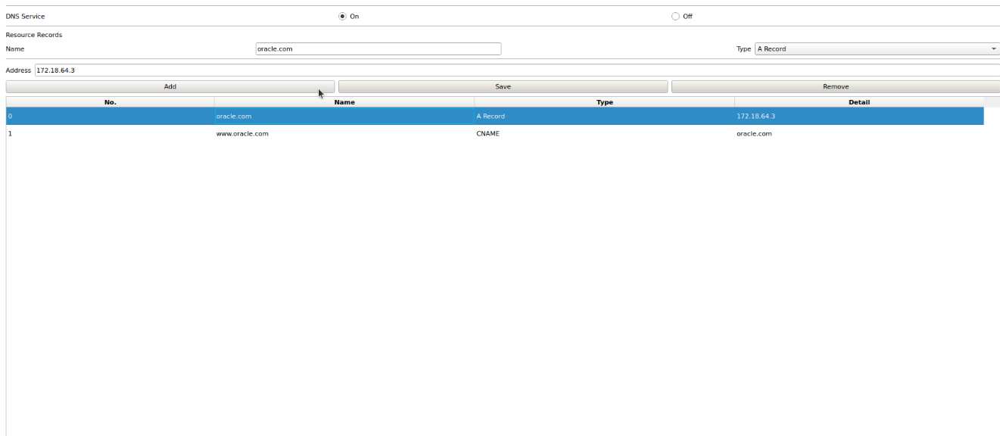 DNS Service On Off
Resource Records
Name oracle.com Type A Record
Address 172.18.64.3
Add Save Remove
No. Name Type Detail
0 oracle.com A Record 172.18.64.3
1 www.oracle.com CNAME oracle.com